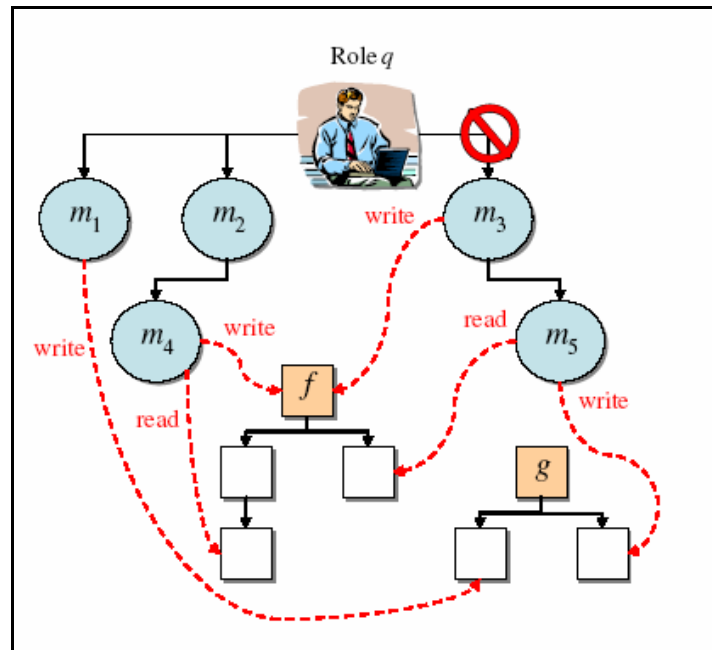 Role q
m1
m2
write
m3
write
m4
write
read
m5
write
f
read
g